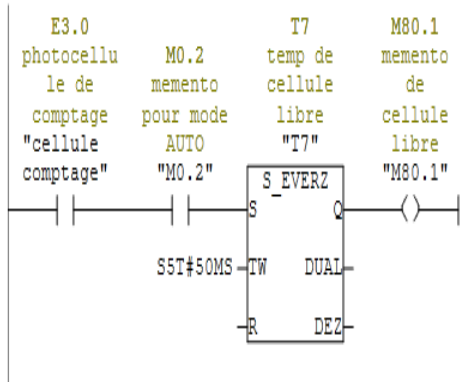 E3.0 T7 M80.1
photocellu M0.2 temp de memento
le de memento cellule de
comptage pour mode libre cellule
"cellule AUTO "T7" libre
comptage" "M0.2" "M80.1"
S_EVERZ
S Q
S5T#50MS TW DUAL
R DEZ